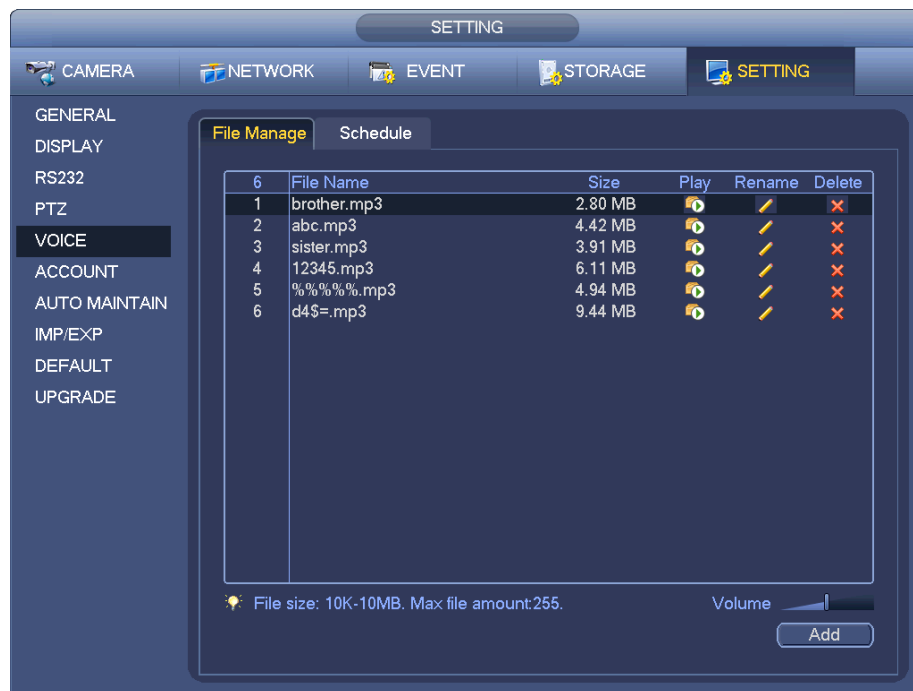 SETTING
CAMERA NETWORK EVENT STORAGE SETTING
GENERAL
DISPLAY
RS232
PTZ
VOICE
ACCOUNT
AUTO MAINTAIN
IMP/EXP
DEFAULT
UPGRADE
File Manage Schedule
6 File Name Size Play Rename Delete
1 brother.mp3 2.80 MB
2 abc.mp3 4.42 MB
3 sister.mp3 3.91 MB
4 12345.mp3 6.11 MB
5 %%%%%.mp3 4.94 MB
6 d4$=.mp3 9.44 MB
File size: 10K-10MB. Max file amount:255. Volume
Add